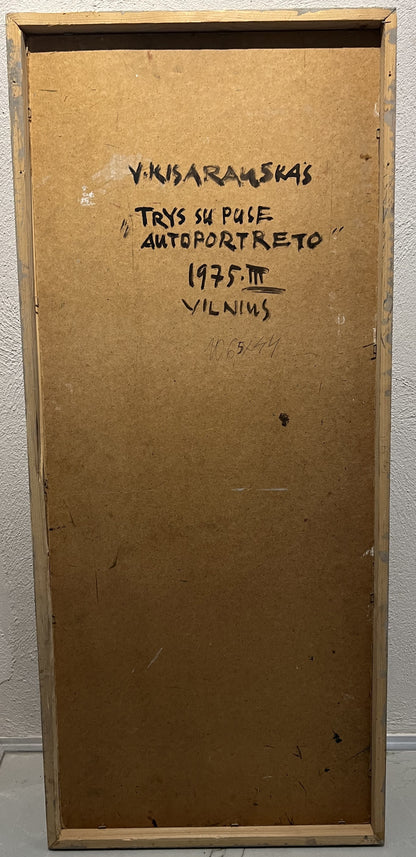 V. KISARAUSKAS
"TRYS SU PUSE
AUTOPORTRETO"
1975. III
VILNIUS